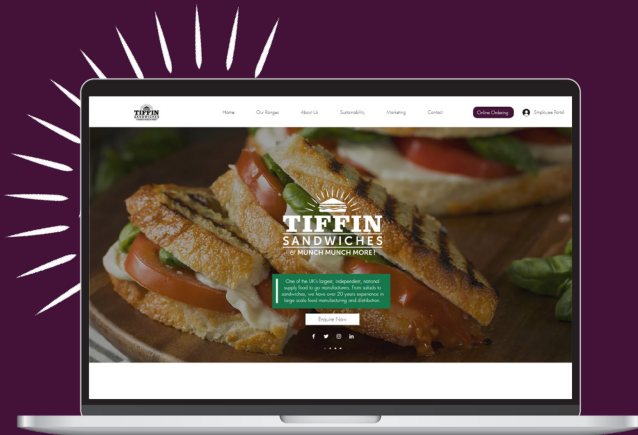 TIFFIN
SANDWICHES
Home
Our Ranges
About Us
Sustainability
Marketing
Contact
Online Ordering
Employee Portal
TIFFIN
SANDWICHES
& MUNCH MUNCH MORE!
One of the UK's largest, independent, national
supply food to go manufacturers. From salads to
sandwiches, we have over 20 years experience in
large scale food manufacturing and distribution.
Enquire Now